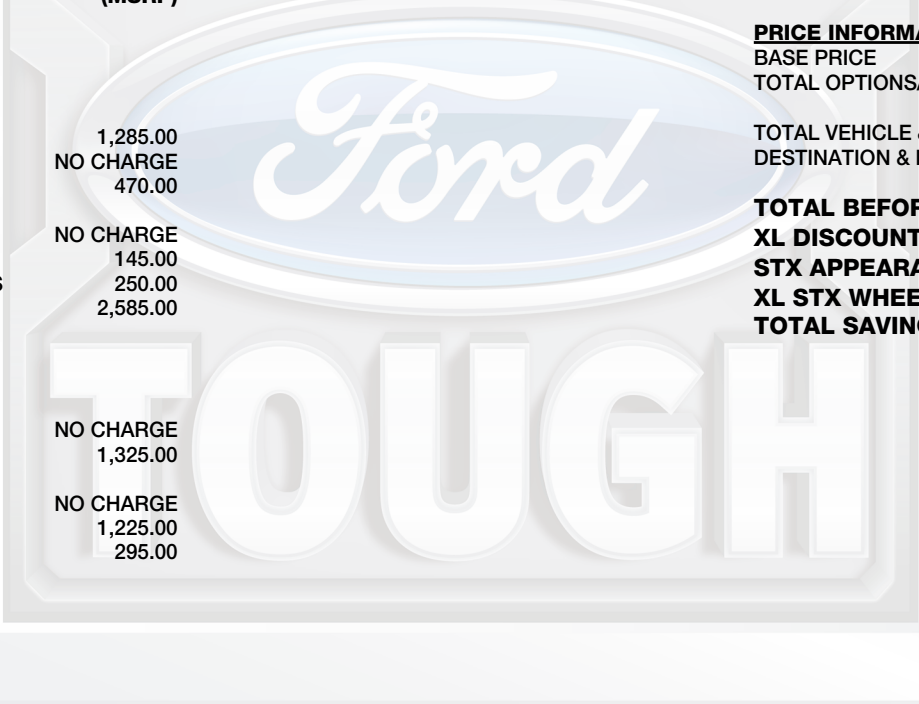 (MSRP)
1,285.00
NO CHARGE
470.00
NO CHARGE
145.00
S 250.00
2,585.00
NO CHARGE
1,325.00
NO CHARGE
1,225.00
295.00
PRICE INFORMA
BASE PRICE
TOTAL OPTIONS
TOTAL VEHICLE &
DESTINATION &
TOTAL BEFOR
XL DISCOUNT
STX APPEARA
XL STX WHEE
TOTAL SAVIN
Ford
TOUGH